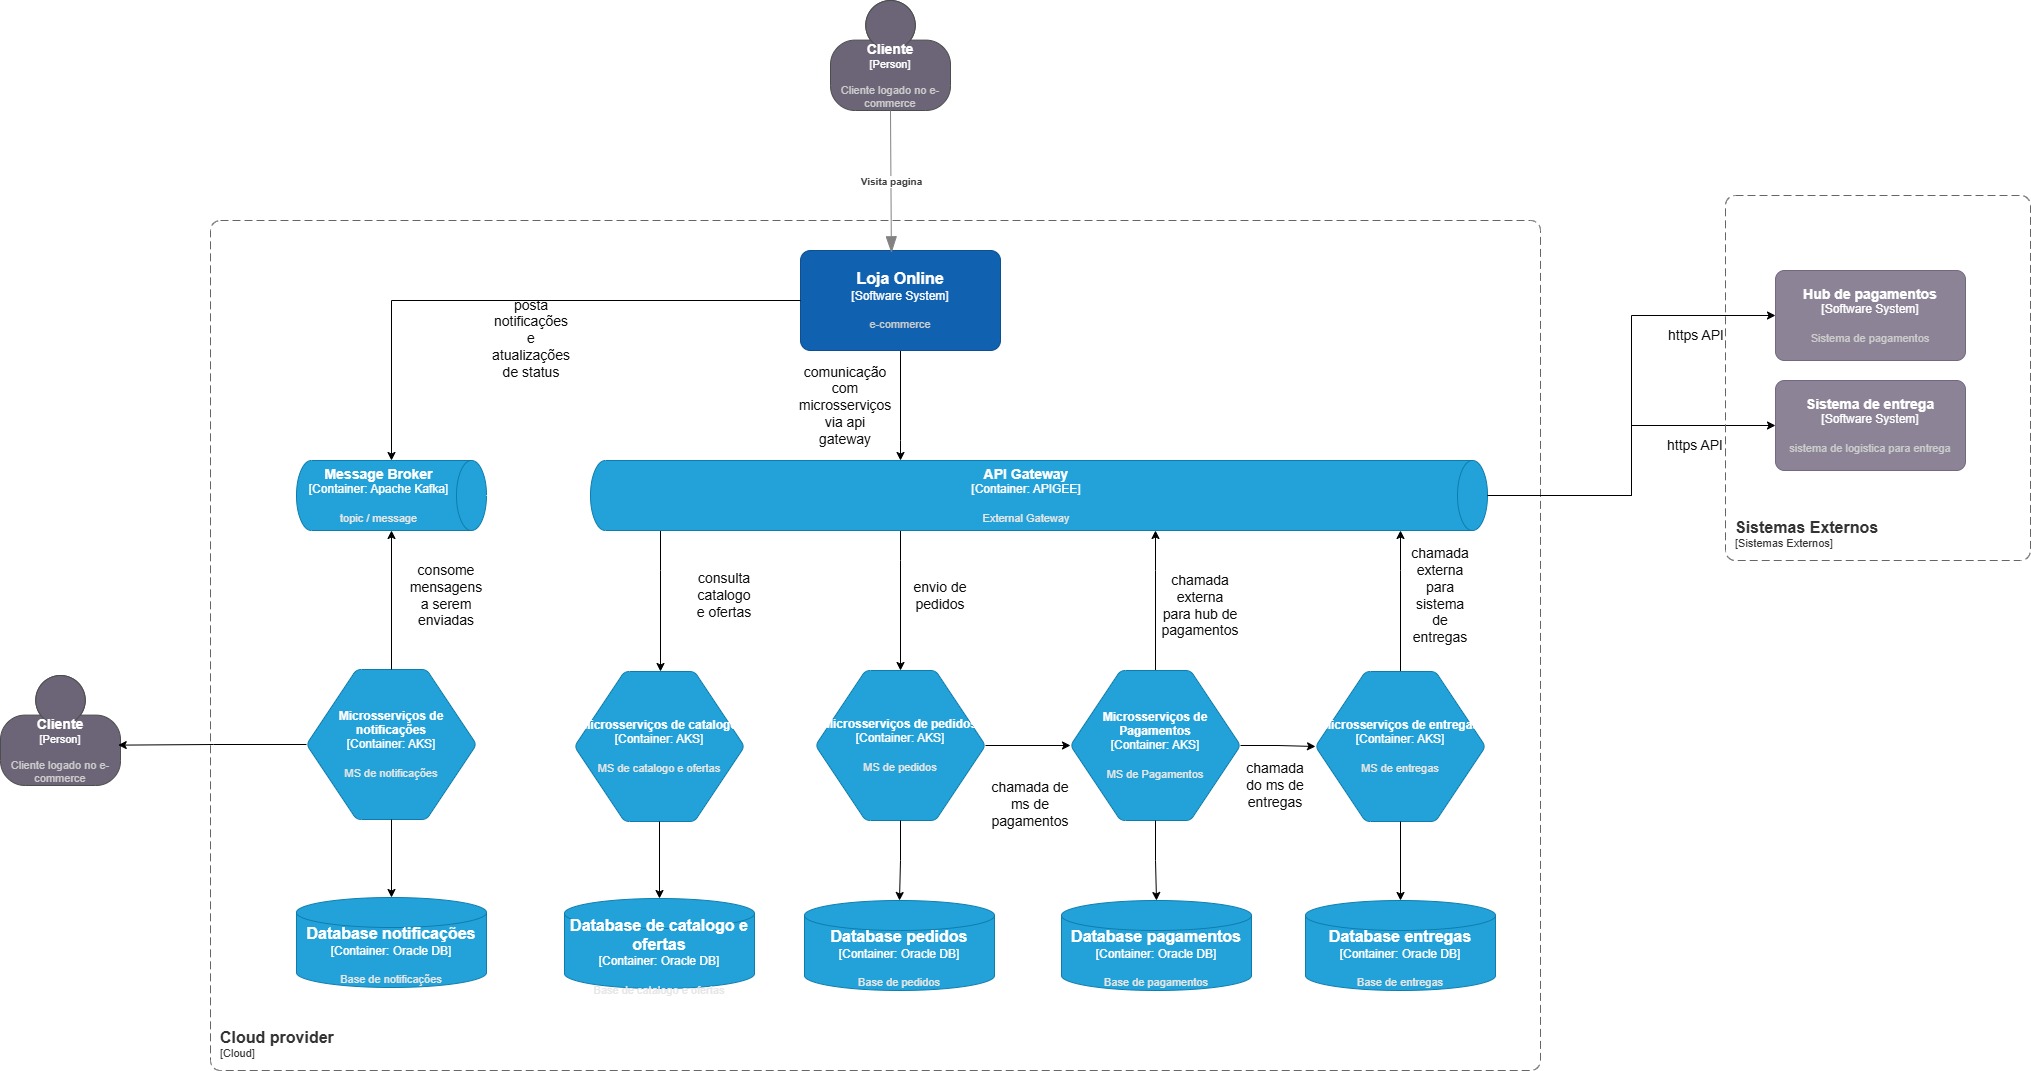 Cliente
[Person]
Cliente logado no e-
commerce
Visita pagina
Loja Online
[Software System]
e-commerce
posta
notificações
e
atualizações
de status
comunicação
com
microsserviços
via api
gateway
Hub de pagamentos
[Software System]
Sistema de pagamentos
https API
Sistema de entrega
[Software System]
sistema de logistica para entrega
https API
Sistemas Externos
[Sistemas Externos]
Message Broker
[Container: Apache Kafka]
topic / message
API Gateway
[Container: APIGEE]
External Gateway
consome
mensagens
a serem
enviadas
consulta
catalogo
e ofertas
envio de
pedidos
chamada
externa
para hub de
pagamentos
chamada
externa
para
sistema
de
entregas
Cliente
[Person]
Cliente logado no e-
commerce
Microsserviços de
notificações
[Container: AKS]
MS de notificações
icrosserviços de catalog
[Container: AKS]
MS de catalogo e ofertas
icrosserviços de pedidos
[Container: AKS]
MS de pedidos
chamada de
ms de
pagamentos
Microsserviços de
Pagamentos
[Container: AKS]
MS de Pagamentos
chamada
do ms de
entregas
icrosserviços de entrega
[Container: AKS]
MS de entregas
Database notificações
[Container: Oracle DB]
Base de notificações
Database de catalogo e
ofertas
[Container: Oracle DB]
Base de catalogo e ofertas
Database pedidos
[Container: Oracle DB]
Base de pedidos
Database pagamentos
[Container: Oracle DB]
Base de pagamentos
Database entregas
[Container: Oracle DB]
Base de entregas
Cloud provider
[Cloud]